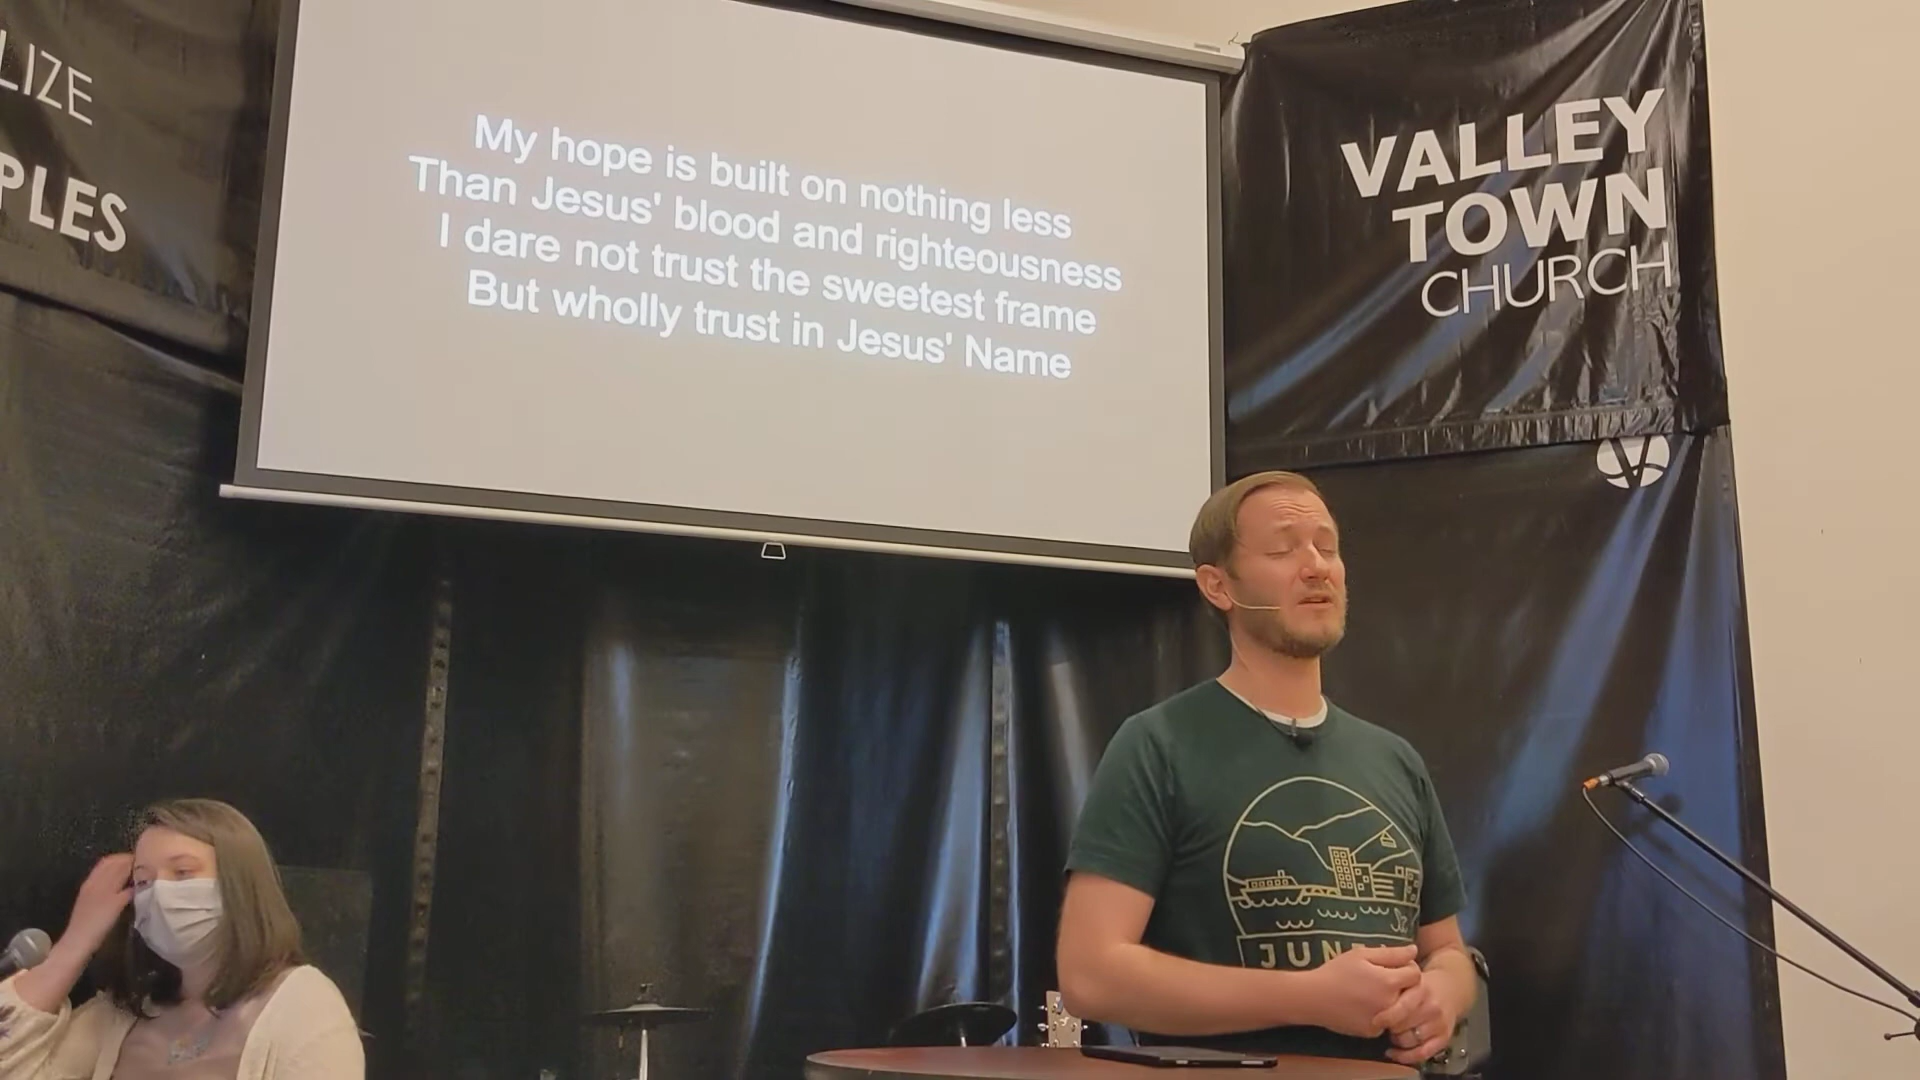 LIZE
PLES
My hope is built on nothing less
Than Jesus' blood and righteousness
I dare not trust the sweetest frame
But wholly trust in Jesus' Name
VALLEY
TOWN
CHURCH